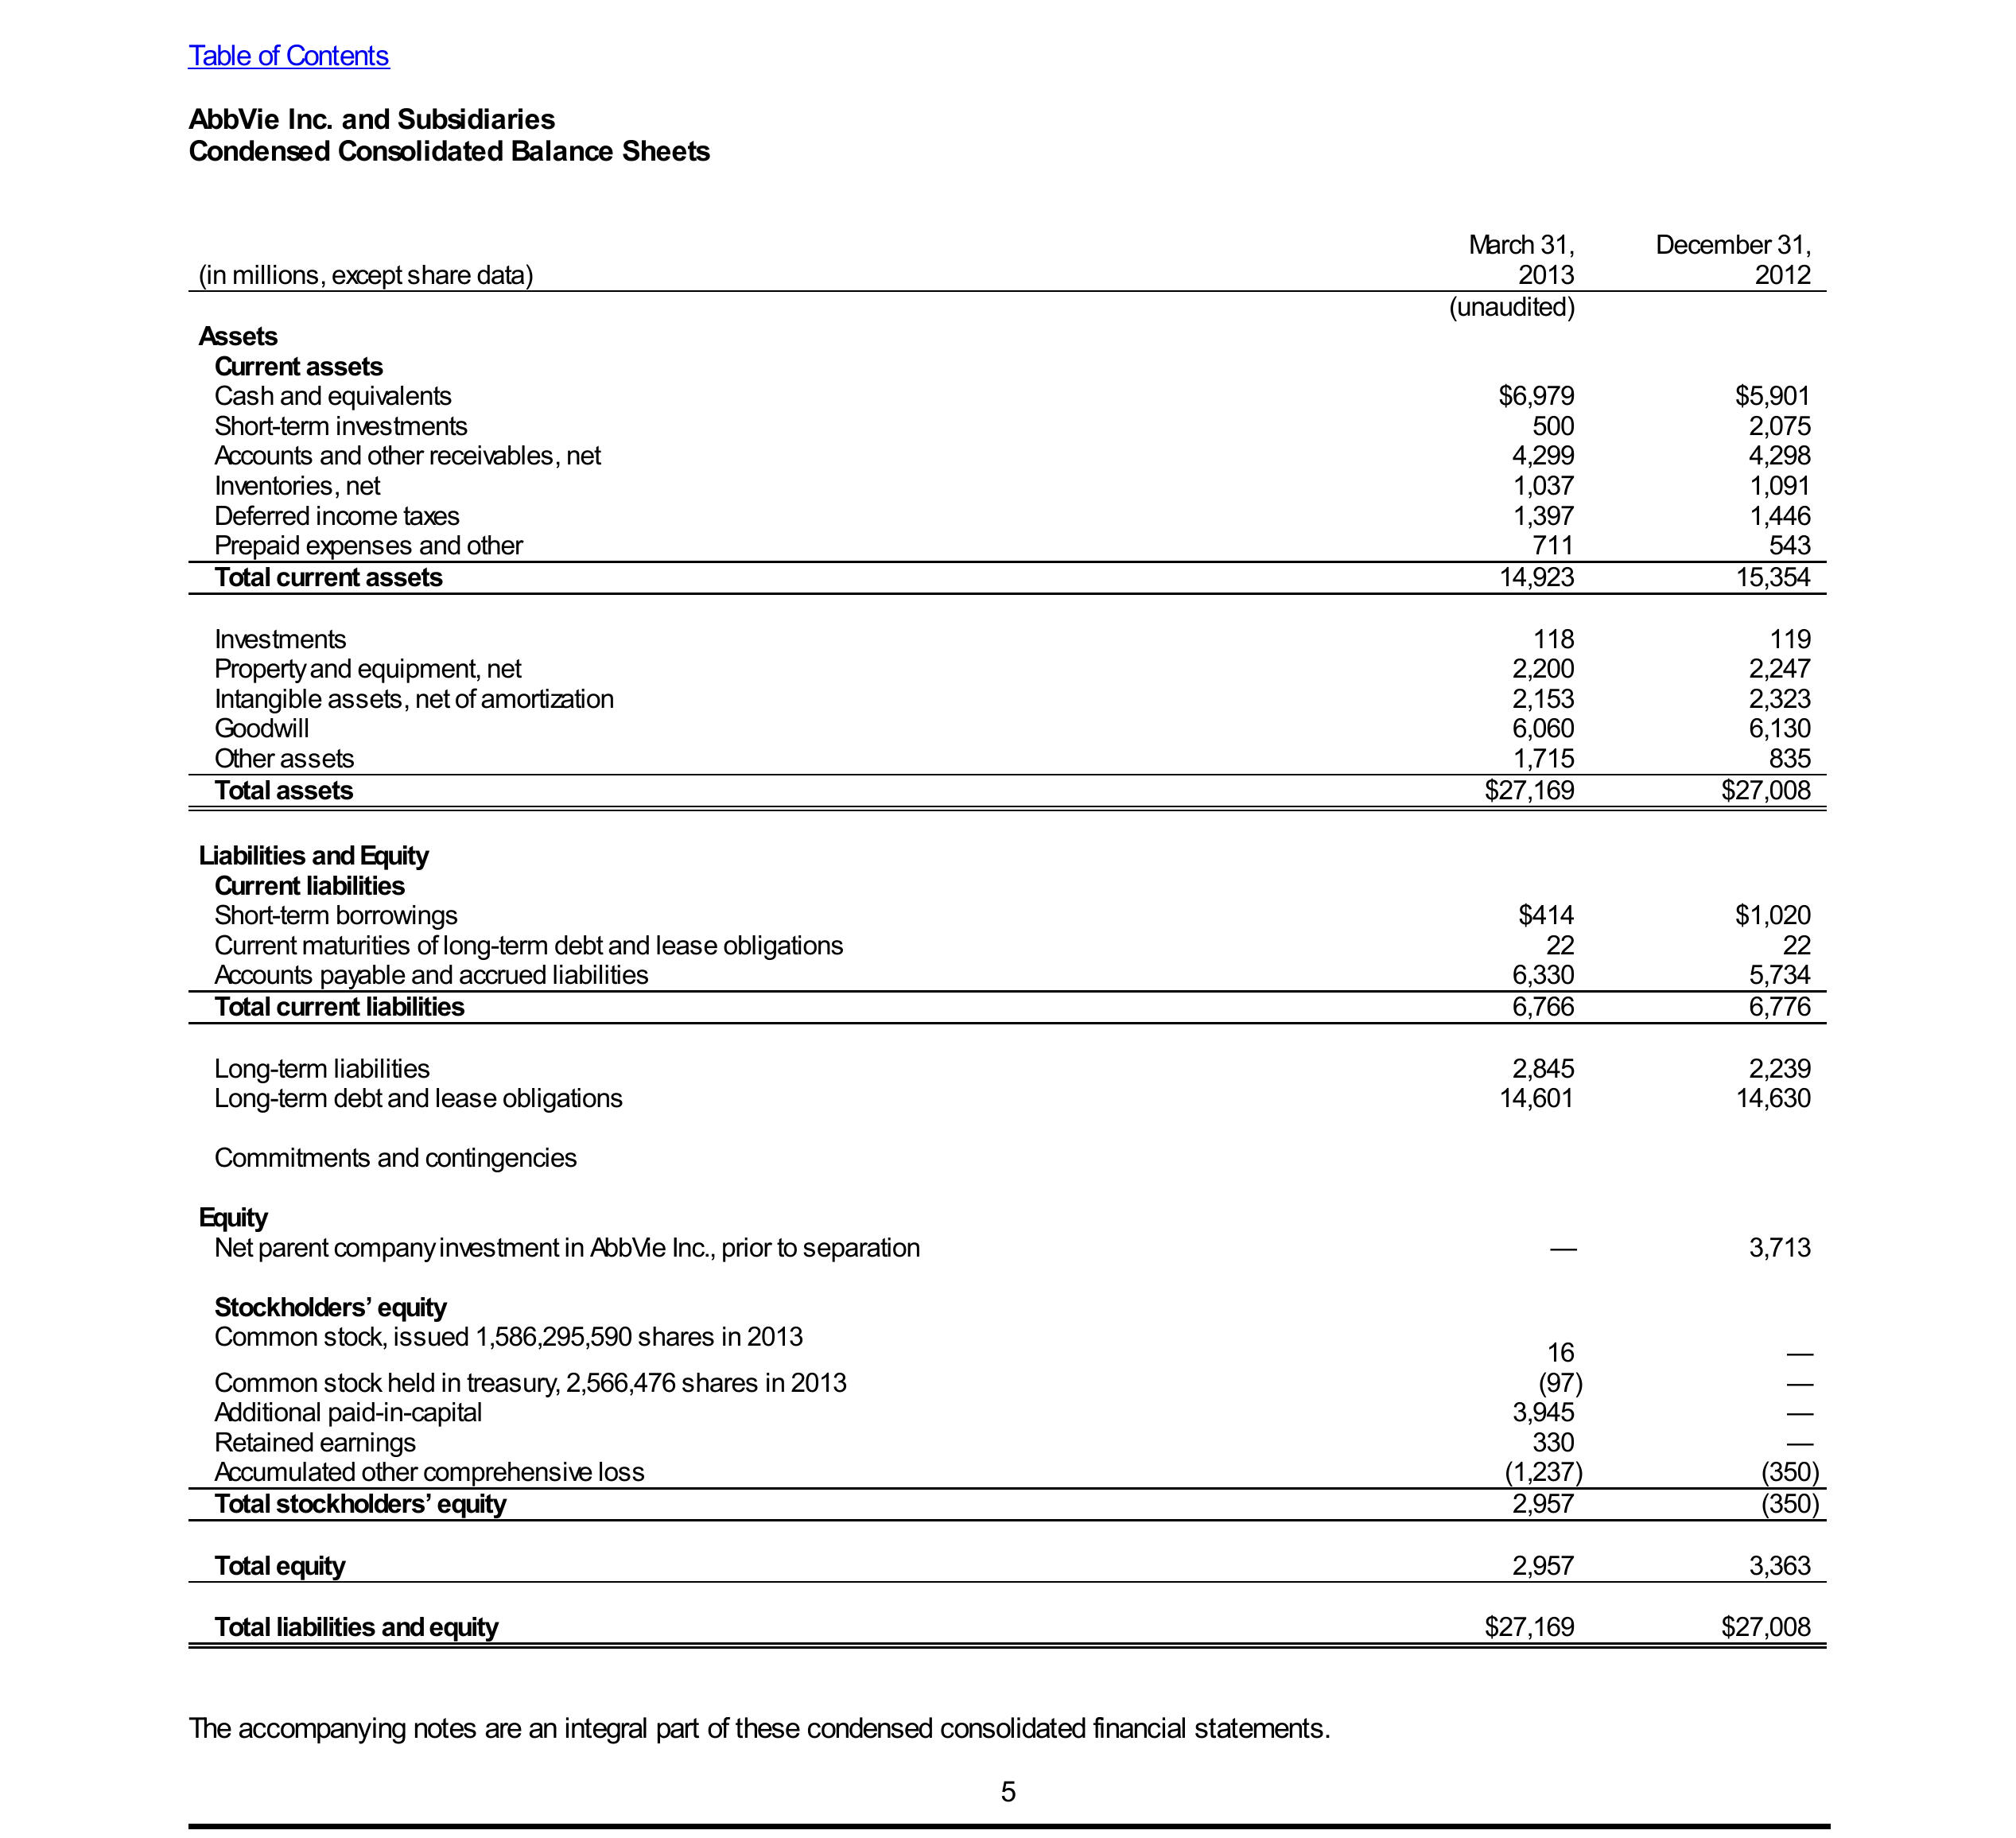 Table of Contents
AbbVie Inc. and Subsidiaries
Condensed Consolidated Balance Sheets
March 31, December 31,
(in millions, except share data) 2013 2012
(unaudited)
Assets
Current assets
Cash and equivalents $6,979 $5,901
Short-term investments 500 2,075
Accounts and other receivables, net 4,299 4,298
Inventories, net 1,037 1,091
Deferred income taxes 1,397 1,446
Prepaid expenses and other 711 543
Total current assets 14,923 15,354
Investments 118 119
Property and equipment, net 2,200 2,247
Intangible assets, net of amortization 2,153 2,323
Goodwill 6,060 6,130
Other assets 1,715 835
Total assets $27,169 $27,008
Liabilities and Equity
Current liabilities
Short-term borrowings $414 $1,020
Current maturities of long-term debt and lease obligations 22 22
Accounts payable and accrued liabilities 6,330 5,734
Total current liabilities 6,766 6,776
Long-term liabilities 2,845 2,239
Long-term debt and lease obligations 14,601 14,630
Commitments and contingencies
Equity
Net parent company investment in AbbVie Inc., prior to separation — 3,713
Stockholders’ equity
Common stock, issued 1,586,295,590 shares in 2013
16 —
Common stock held in treasury, 2,566,476 shares in 2013 (97) —
Additional paid-in-capital 3,945 —
Retained earnings 330 —
Accumulated other comprehensive loss (1,237) (350)
Total stockholders’ equity 2,957 (350)
Total equity 2,957 3,363
Total liabilities and equity $27,169 $27,008
The accompanying notes are an integral part of these condensed consolidated financial statements.
5